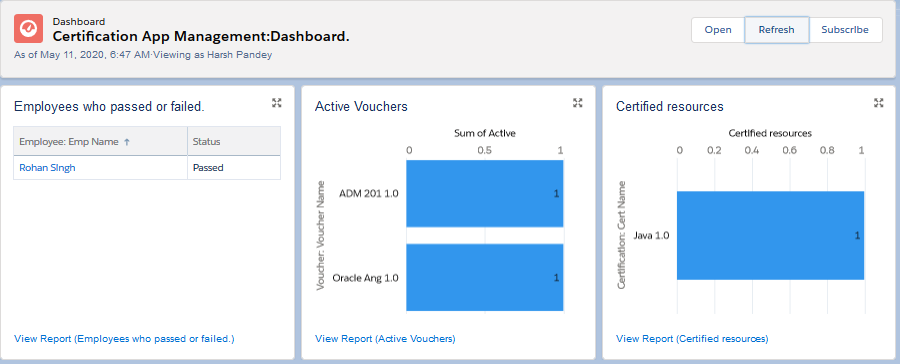 Dashboard
Certification App Management:Dashboard.
As of May 11, 2020, 6:47 AM·Viewing as Harsh Pandey
Open
Refresh
Subscribe
Employees who passed or failed.
Employee: Emp Name ↑
Status
Rohan Singh
Passed
View Report (Employees who passed or failed.)
Active Vouchers
Sum of Active
0 0.5 1
Voucher: Voucher Name
ADM 201 1.0
1
Oracle Ang 1.0
1
View Report (Active Vouchers)
Certified resources
Certified resources
0 0.2 0.4 0.6 0.8 1
Certification: Cert Name
Java 1.0
1
View Report (Certified resources)